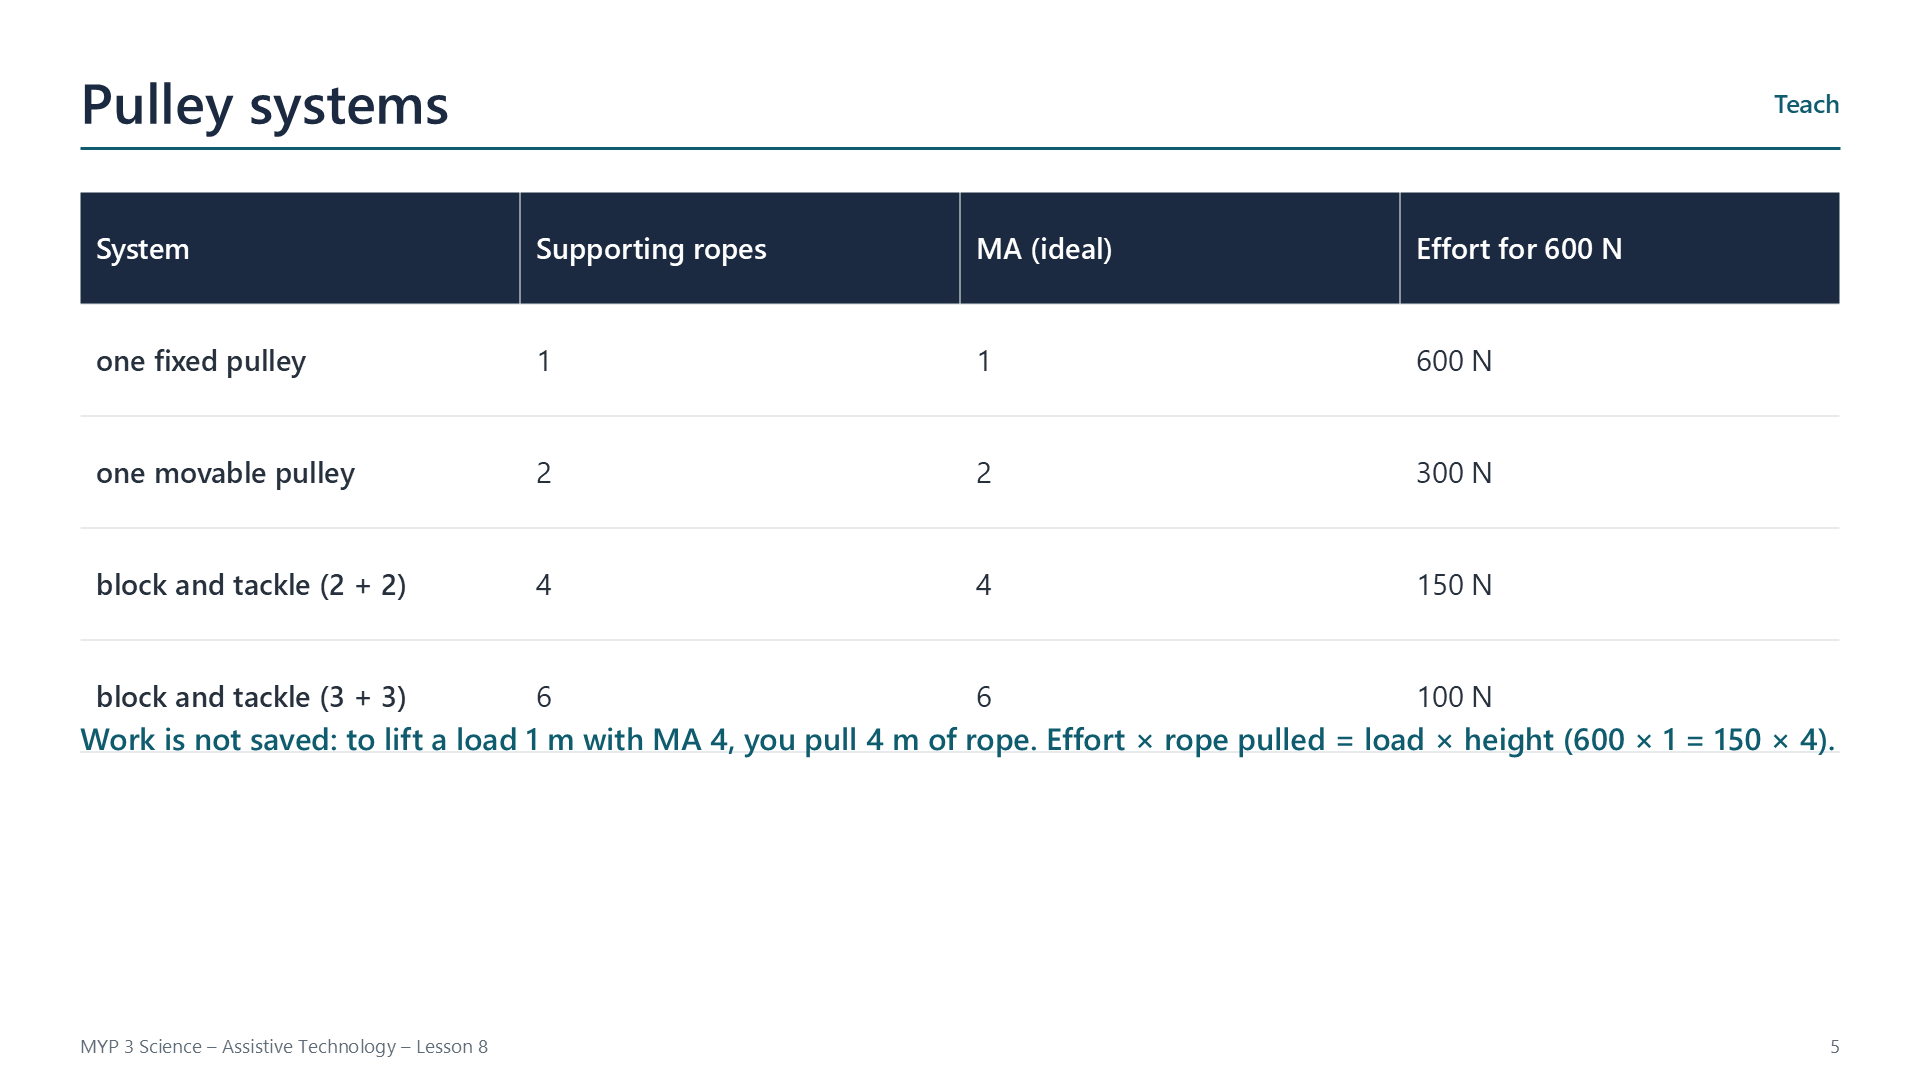 Pulley systems
Teach
System Supporting ropes MA (ideal) Effort for 600 N
one fixed pulley 1 1 600 N
one movable pulley 2 2 300 N
block and tackle (2 + 2) 4 4 150 N
block and tackle (3 + 3) 6 6 100 N
Work is not saved: to lift a load 1 m with MA 4, you pull 4 m of rope. Effort × rope pulled = load × height (600 × 1 = 150 × 4).
MYP 3 Science – Assistive Technology – Lesson 8
5